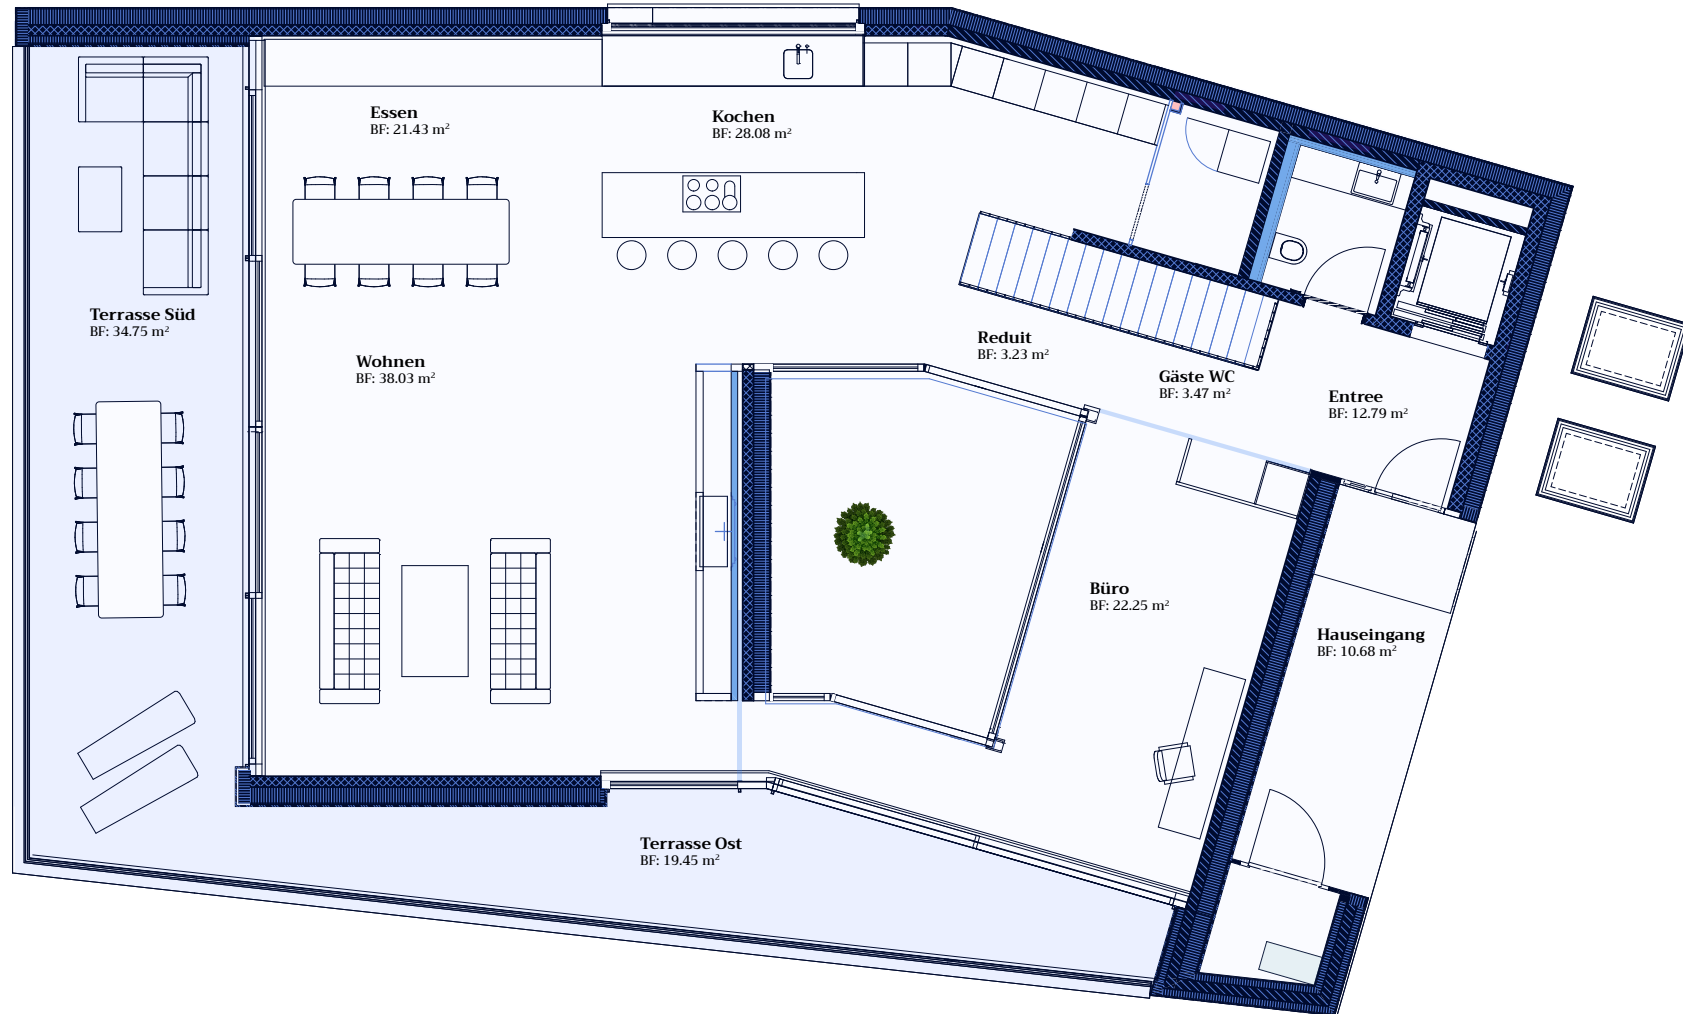 Essen
BF: 21.43 m²
Kochen
BF: 28.08 m²
Terrasse Süd
BF: 34.75 m²
Wohnen
BF: 38.03 m²
Reduit
BF: 3.23 m²
Gäste WC
BF: 3.47 m²
Entree
BF: 12.79 m²
Büro
BF: 22.25 m²
Hauseingang
BF: 10.68 m²
Terrasse Ost
BF: 19.45 m²